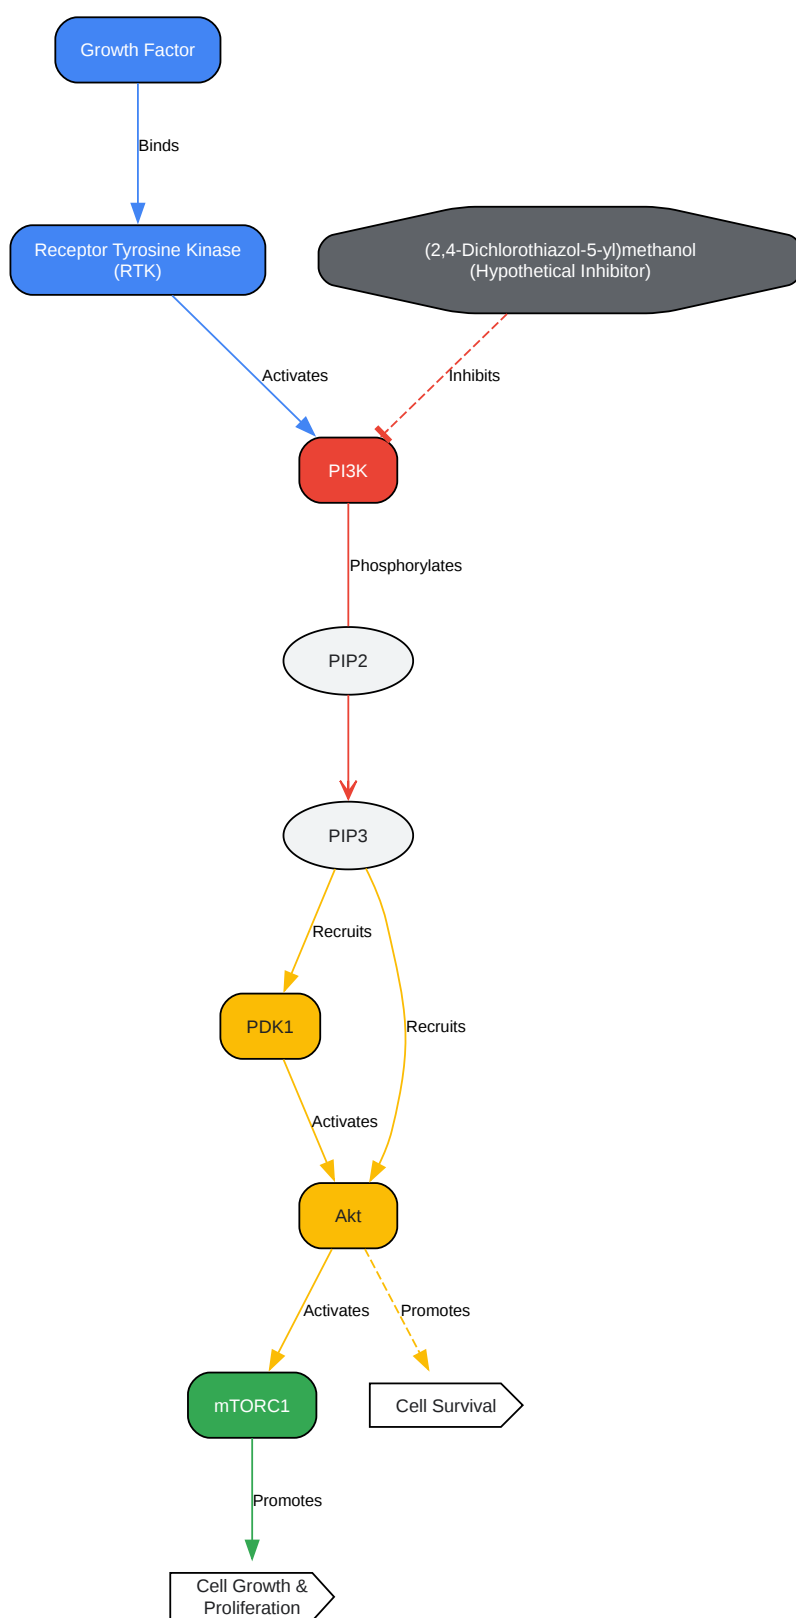 Growth Factor
Binds
Receptor Tyrosine Kinase
(RTK)
(2,4-Dichlorothiazol-5-yl)methanol
(Hypothetical Inhibitor)
Activates
Inhibits
PI3K
Phosphorylates
PIP2
PIP3
Recruits
PDK1
Recruits
Activates
Akt
Activates
Promotes
mTORC1
Cell Survival
Promotes
Cell Growth &
Proliferation